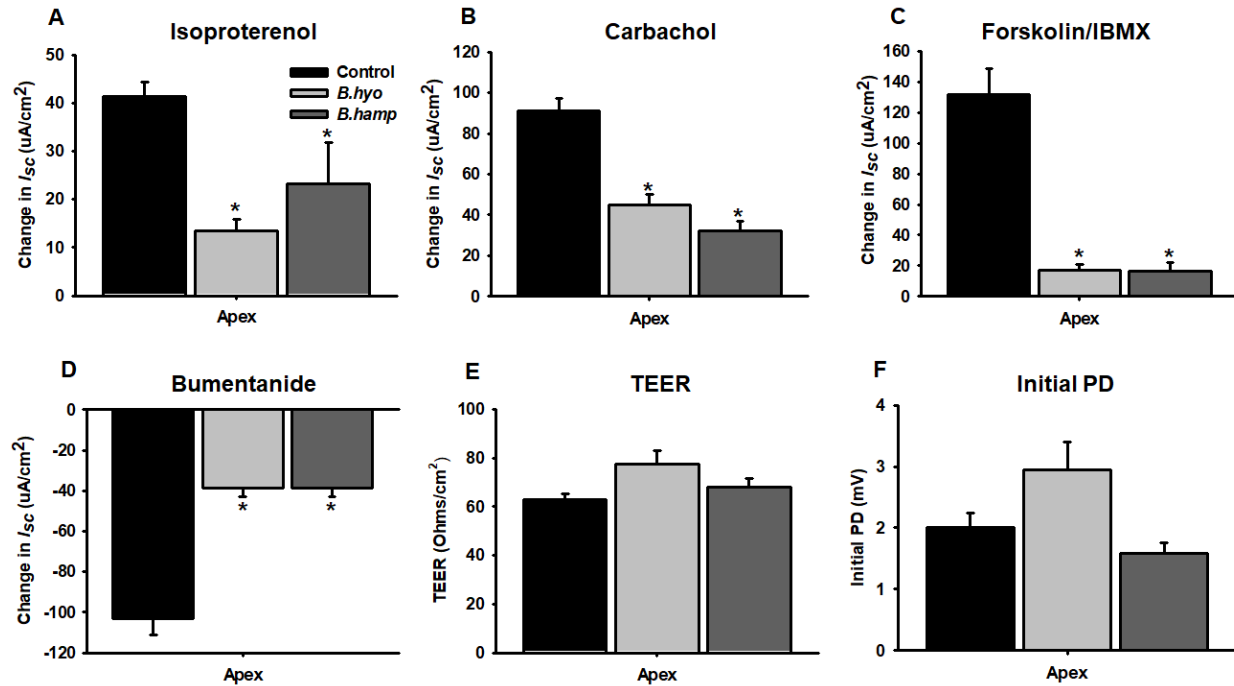 A
Isoproterenol
Change in Isc (uA/cm2)
50
40
30
20
10
0
Control
B.hyo
B.hamp
*
*
Apex
B
Carbachol
Change in Isc (uA/cm2)
120
100
80
60
40
20
0
*
*
Apex
C
Forskolin/IBMX
Change in Isc (uA/cm2)
160
140
120
100
80
60
40
20
0
*
*
Apex
D
Bumentanide
Change in Isc (uA/cm2)
0
-20
-40
-60
-80
-100
-120
*
*
Apex
E
TEER
TEER (Ohms/cm2)
100
80
60
40
20
0
Apex
F
Initial PD
Initial PD (mV)
4
3
2
1
0
Apex